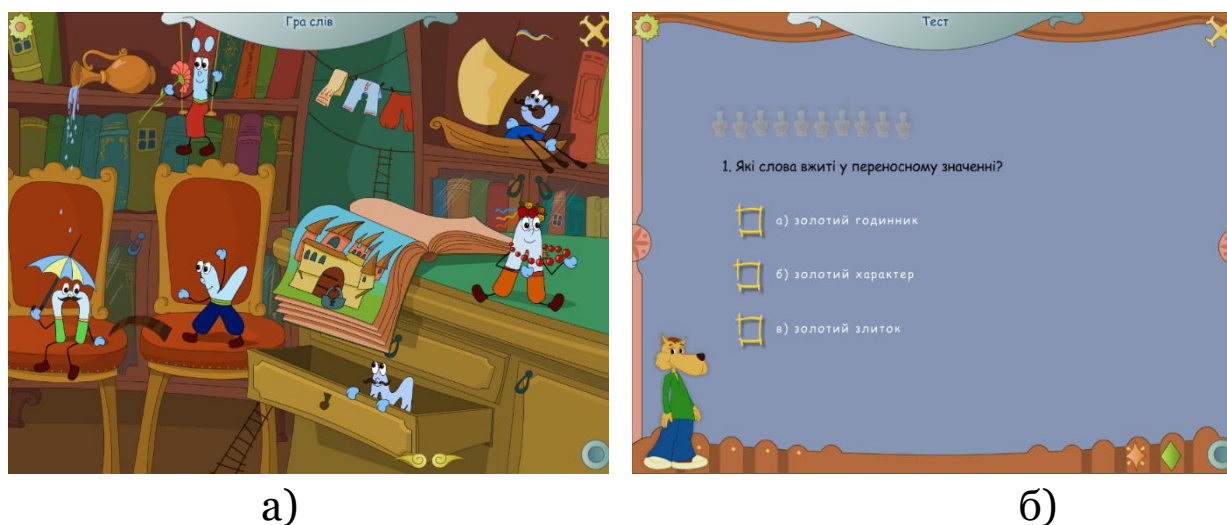 Гра слів
Тест
1. Які слова вжиті у переносному значенні?
а) золотий годинник
б) золотий характер
в) золотий злиток
а)
б)